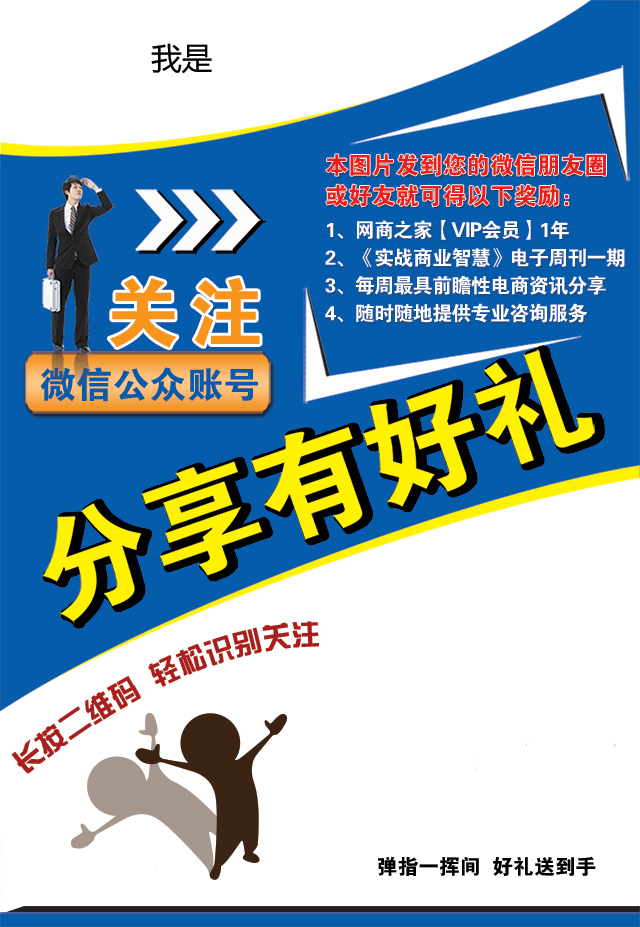 我是
本图片发到您的微信朋友圈
或好友就可得以下奖励：
1、网商之家【VIP会员】1年
2、《实战商业智慧》电子周刊一期
3、每周最具前瞻性电商资讯分享
4、随时随地提供专业咨询服务
关注
微信公众账号
分享有好礼
长按二维码 轻松识别关注
弹指一挥间 好礼送到手